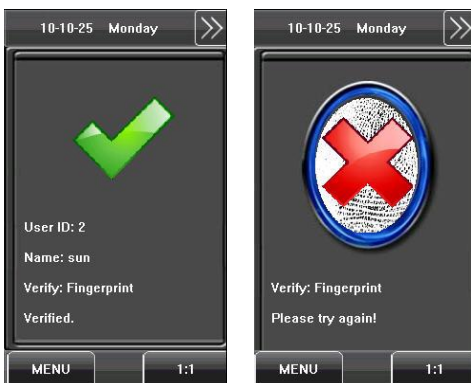 10-10-25 Monday
User ID: 2
Name: sun
Verify: Fingerprint
Verified.
MENU
1:1
10-10-25 Monday
Verify: Fingerprint
Please try again!
MENU
1:1